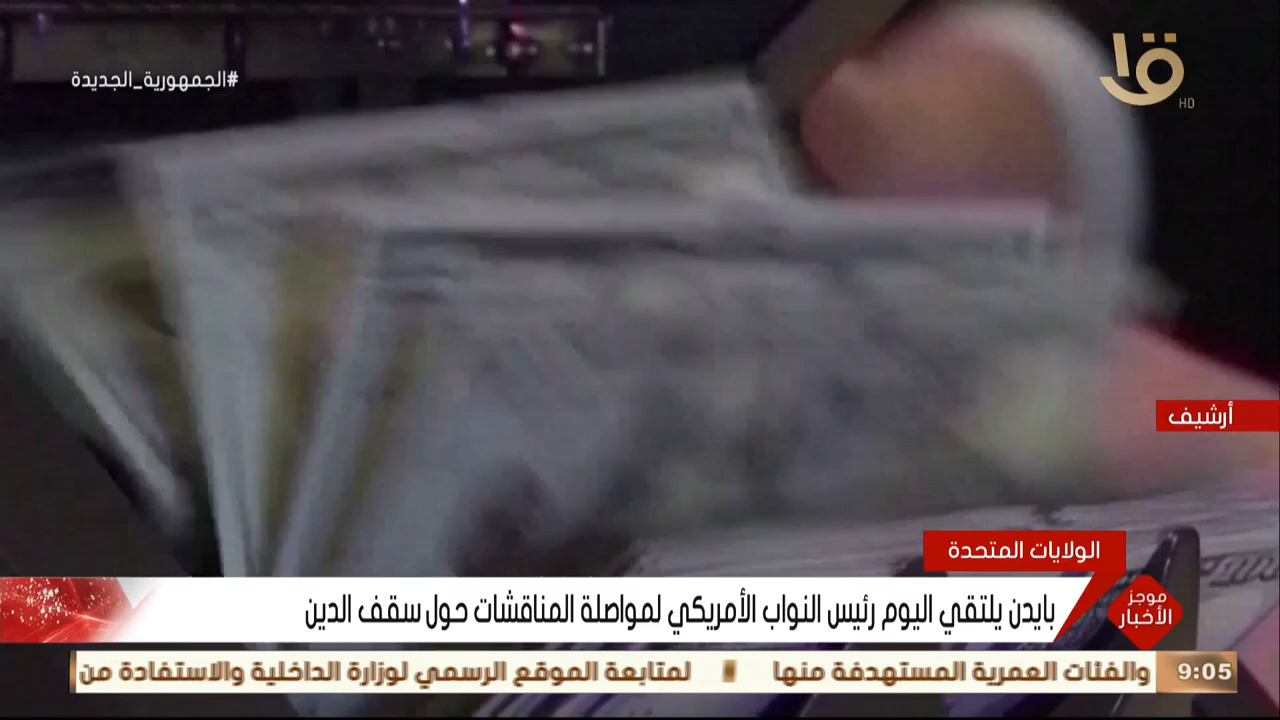 #الجمهورية_الجديدة
HD
أرشيف
الولايات المتحدة
موجز
الأخبار
بايدن يلتقي اليوم رئيس النواب الأمريكي لمواصلة المناقشات حول سقف الدين
والفئات العمرية المستهدفة منها لمتابعة الموقع الرسمي لوزارة الداخلية والاستفادة من
9:05